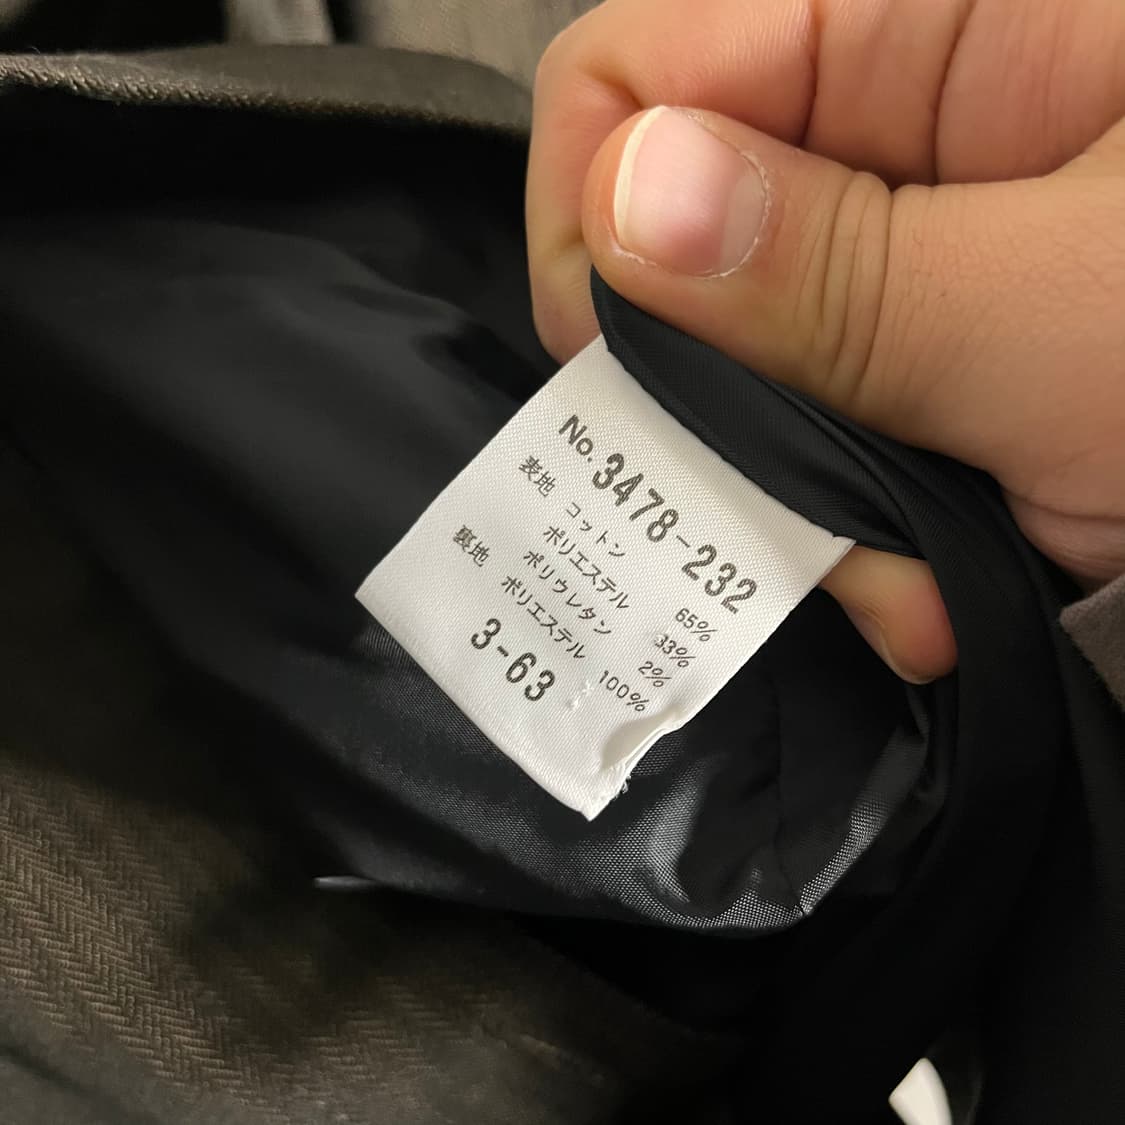 No. 3478-232
表地 コットン 65%
ポリエステル 33%
ポリウレタン 2%
裏地 ポリエステル 100%
3-63